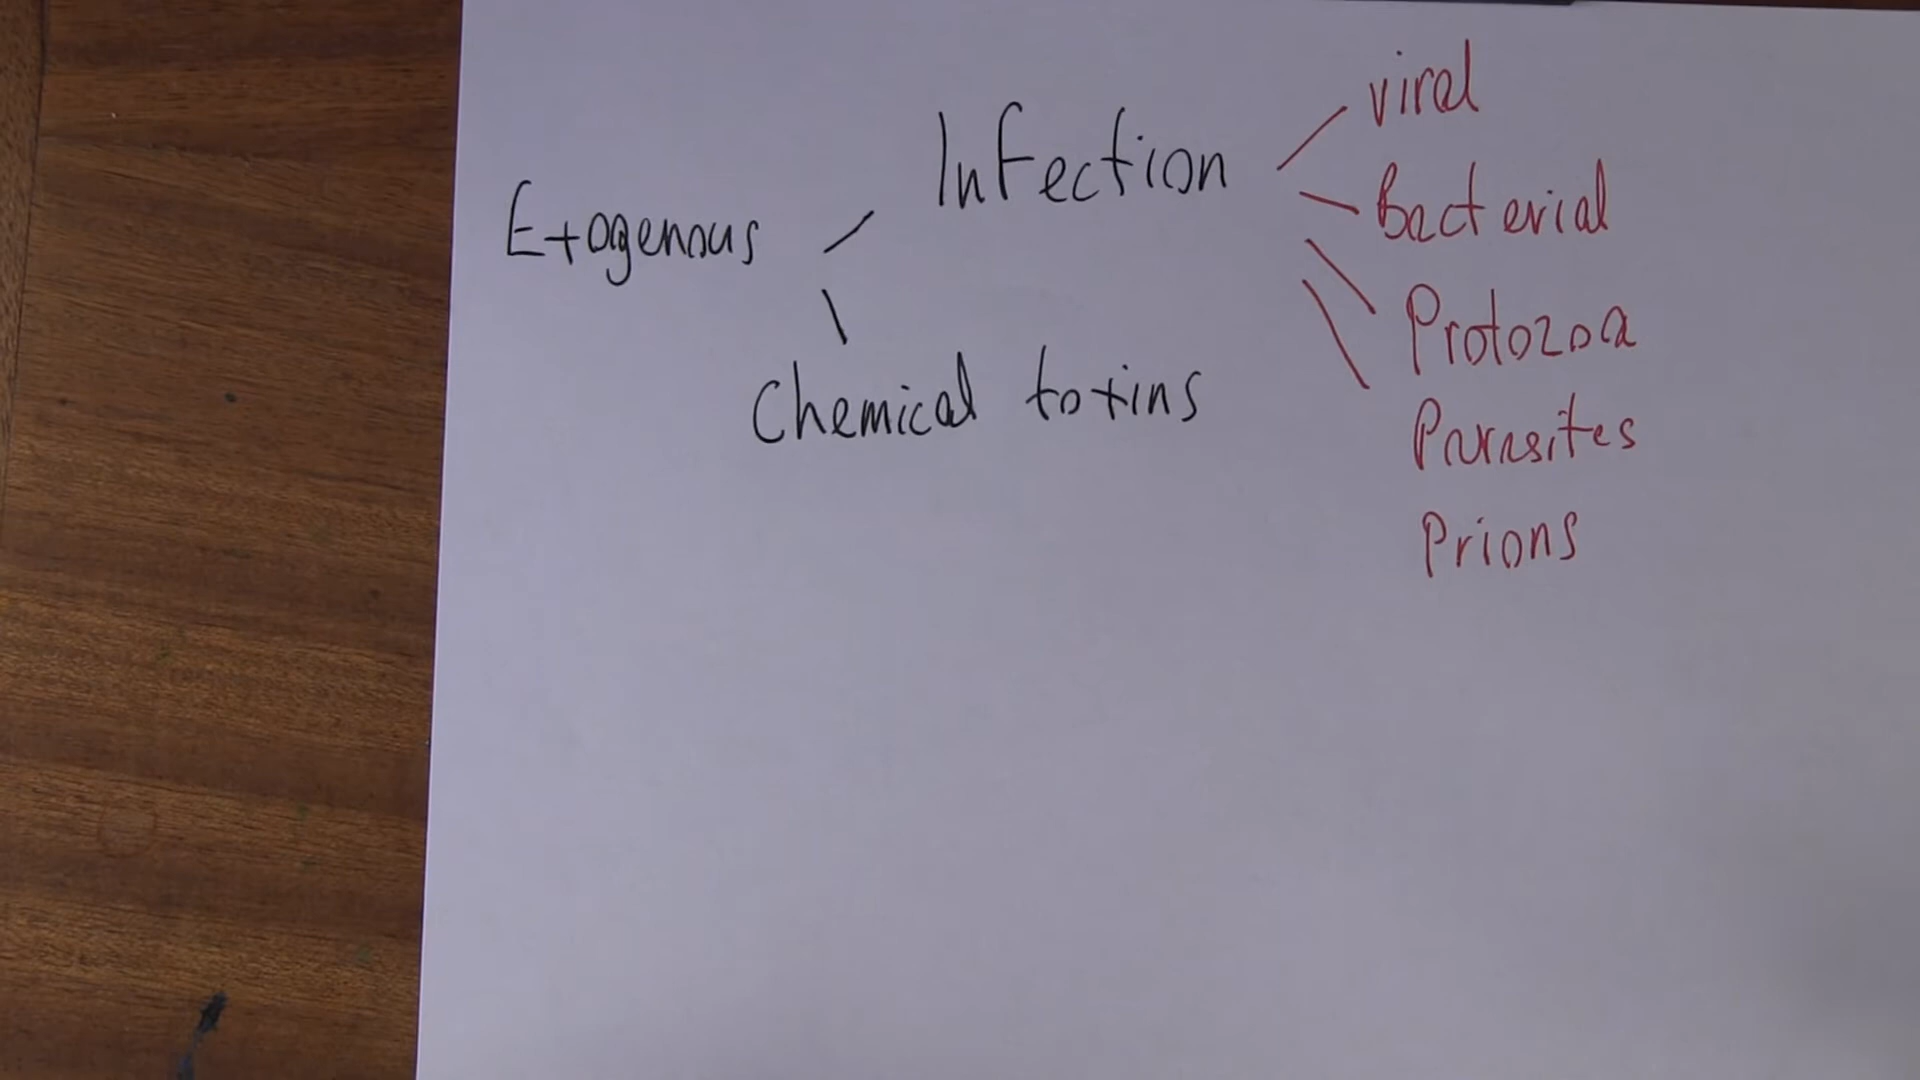 Exogenous
Infection
Chemical toxins
viral
Bacterial
Protozoa
Parasites
Prions